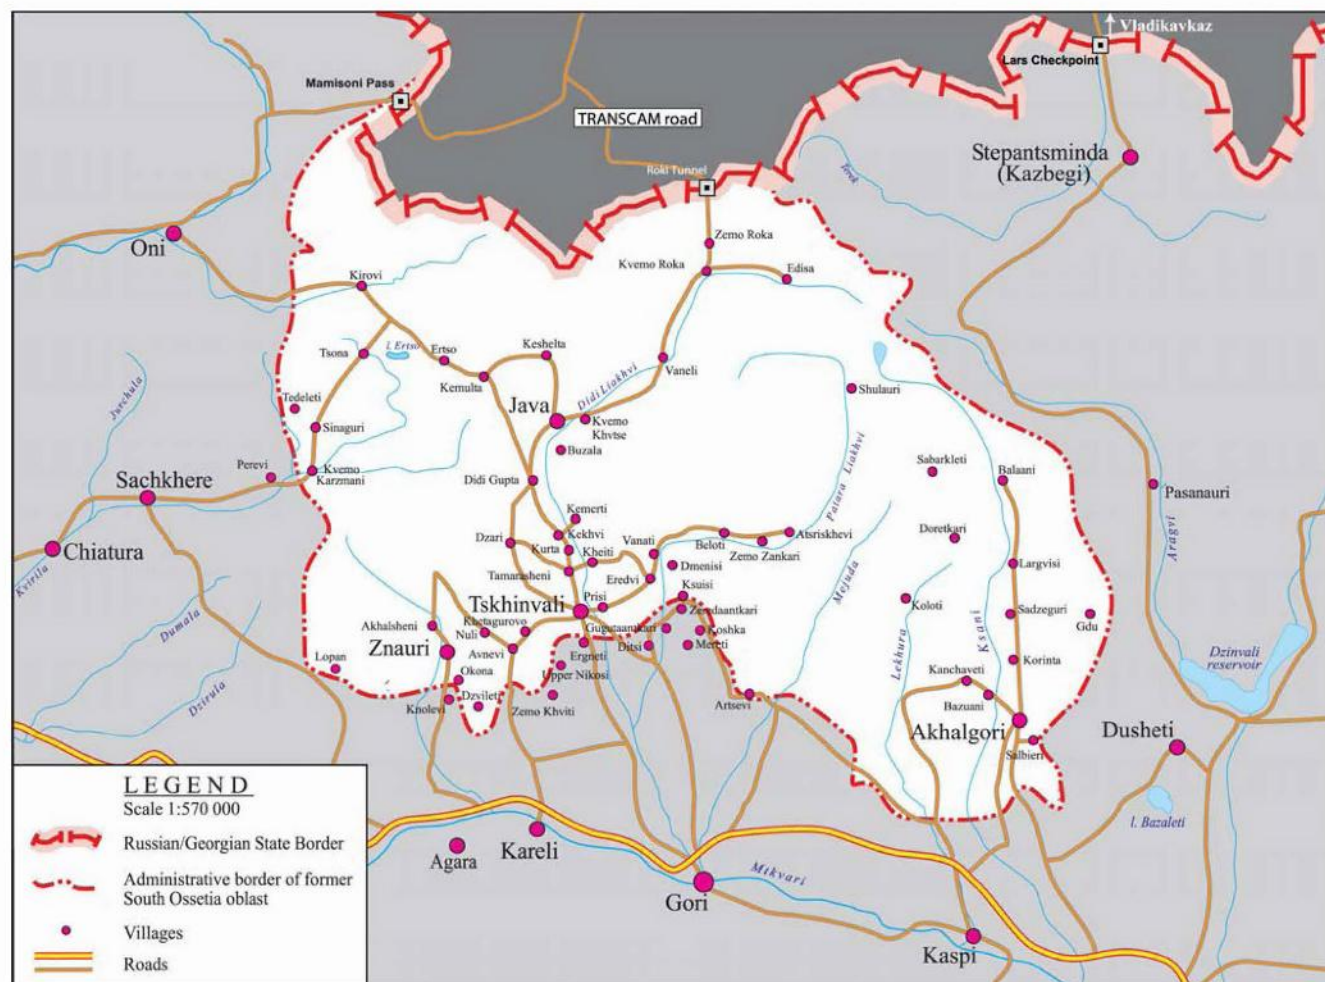 Vladikavkaz
Lars Checkpoint
Mamisoni Pass
TRANSCAM road
Stepantsminda
(Kazbegi)
Terek
Roki Tunnel
Oni
Zemo Roka
Kvemo Roka
Edisa
Kirovi
Tsona
l. Ertso
Ertso
Keshelta
Kemulta
Didi Liakhvi
Vaneli
Jurchula
Tedeleti
Java
Kvemo
Khvtse
Shulauri
Sinaguri
Buzala
Patara Liakhvi
Sabarkleti
Balaani
Perevi
Kvemo
Karzmani
Didi Gupta
Sachkhere
Pasanauri
Kemerti
Kekhvi
Dzari
Kurta
Kheiti
Vanati
Beloti
Zemo Zankari
Atsriskhevi
Doretkari
Aragvi
Chiatura
Kvirila
Tamarasheni
Eredvi
Dmenisi
Mejuda
Largvisi
Ksuisi
Tskhinvali
Prisi
Zemdaantkari
Koloti
Sadzeguri
Gdu
Dumala
Akhalsheni
Khetagurovo
Nuli
Gugutaantkari
Koshka
Lekhura
Ksani
Znauri
Avnevi
Ergneti
Ditsi
Mereti
Korinta
Dzinvali
reservoir
Lopan
Okona
Upper Nikosi
Kanchaveti
Dzirula
Dzvileti
Knolevi
Zemo Khviti
Artsevi
Bazuani
Akhalgori
Salbieri
Dusheti
l. Bazaleti
Kareli
Agara
Gori
Mtkvari
Kaspi
LEGEND
Scale 1:570 000
Russian/Georgian State Border
Administrative border of former
South Ossetia oblast
Villages
Roads